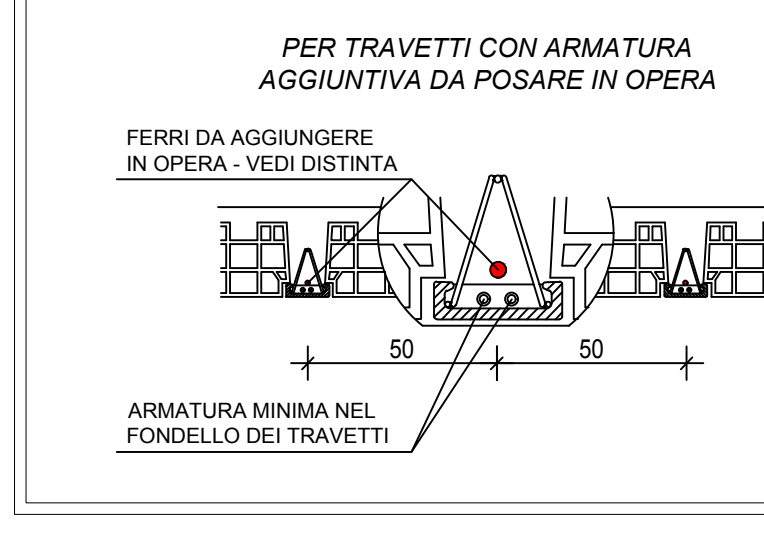 PER TRAVETTI CON ARMATURA
AGGIUNTIVA DA POSARE IN OPERA
FERRI DA AGGIUNGERE
IN OPERA - VEDI DISTINTA
50
50
ARMATURA MINIMA NEL
FONDELLO DEI TRAVETTI